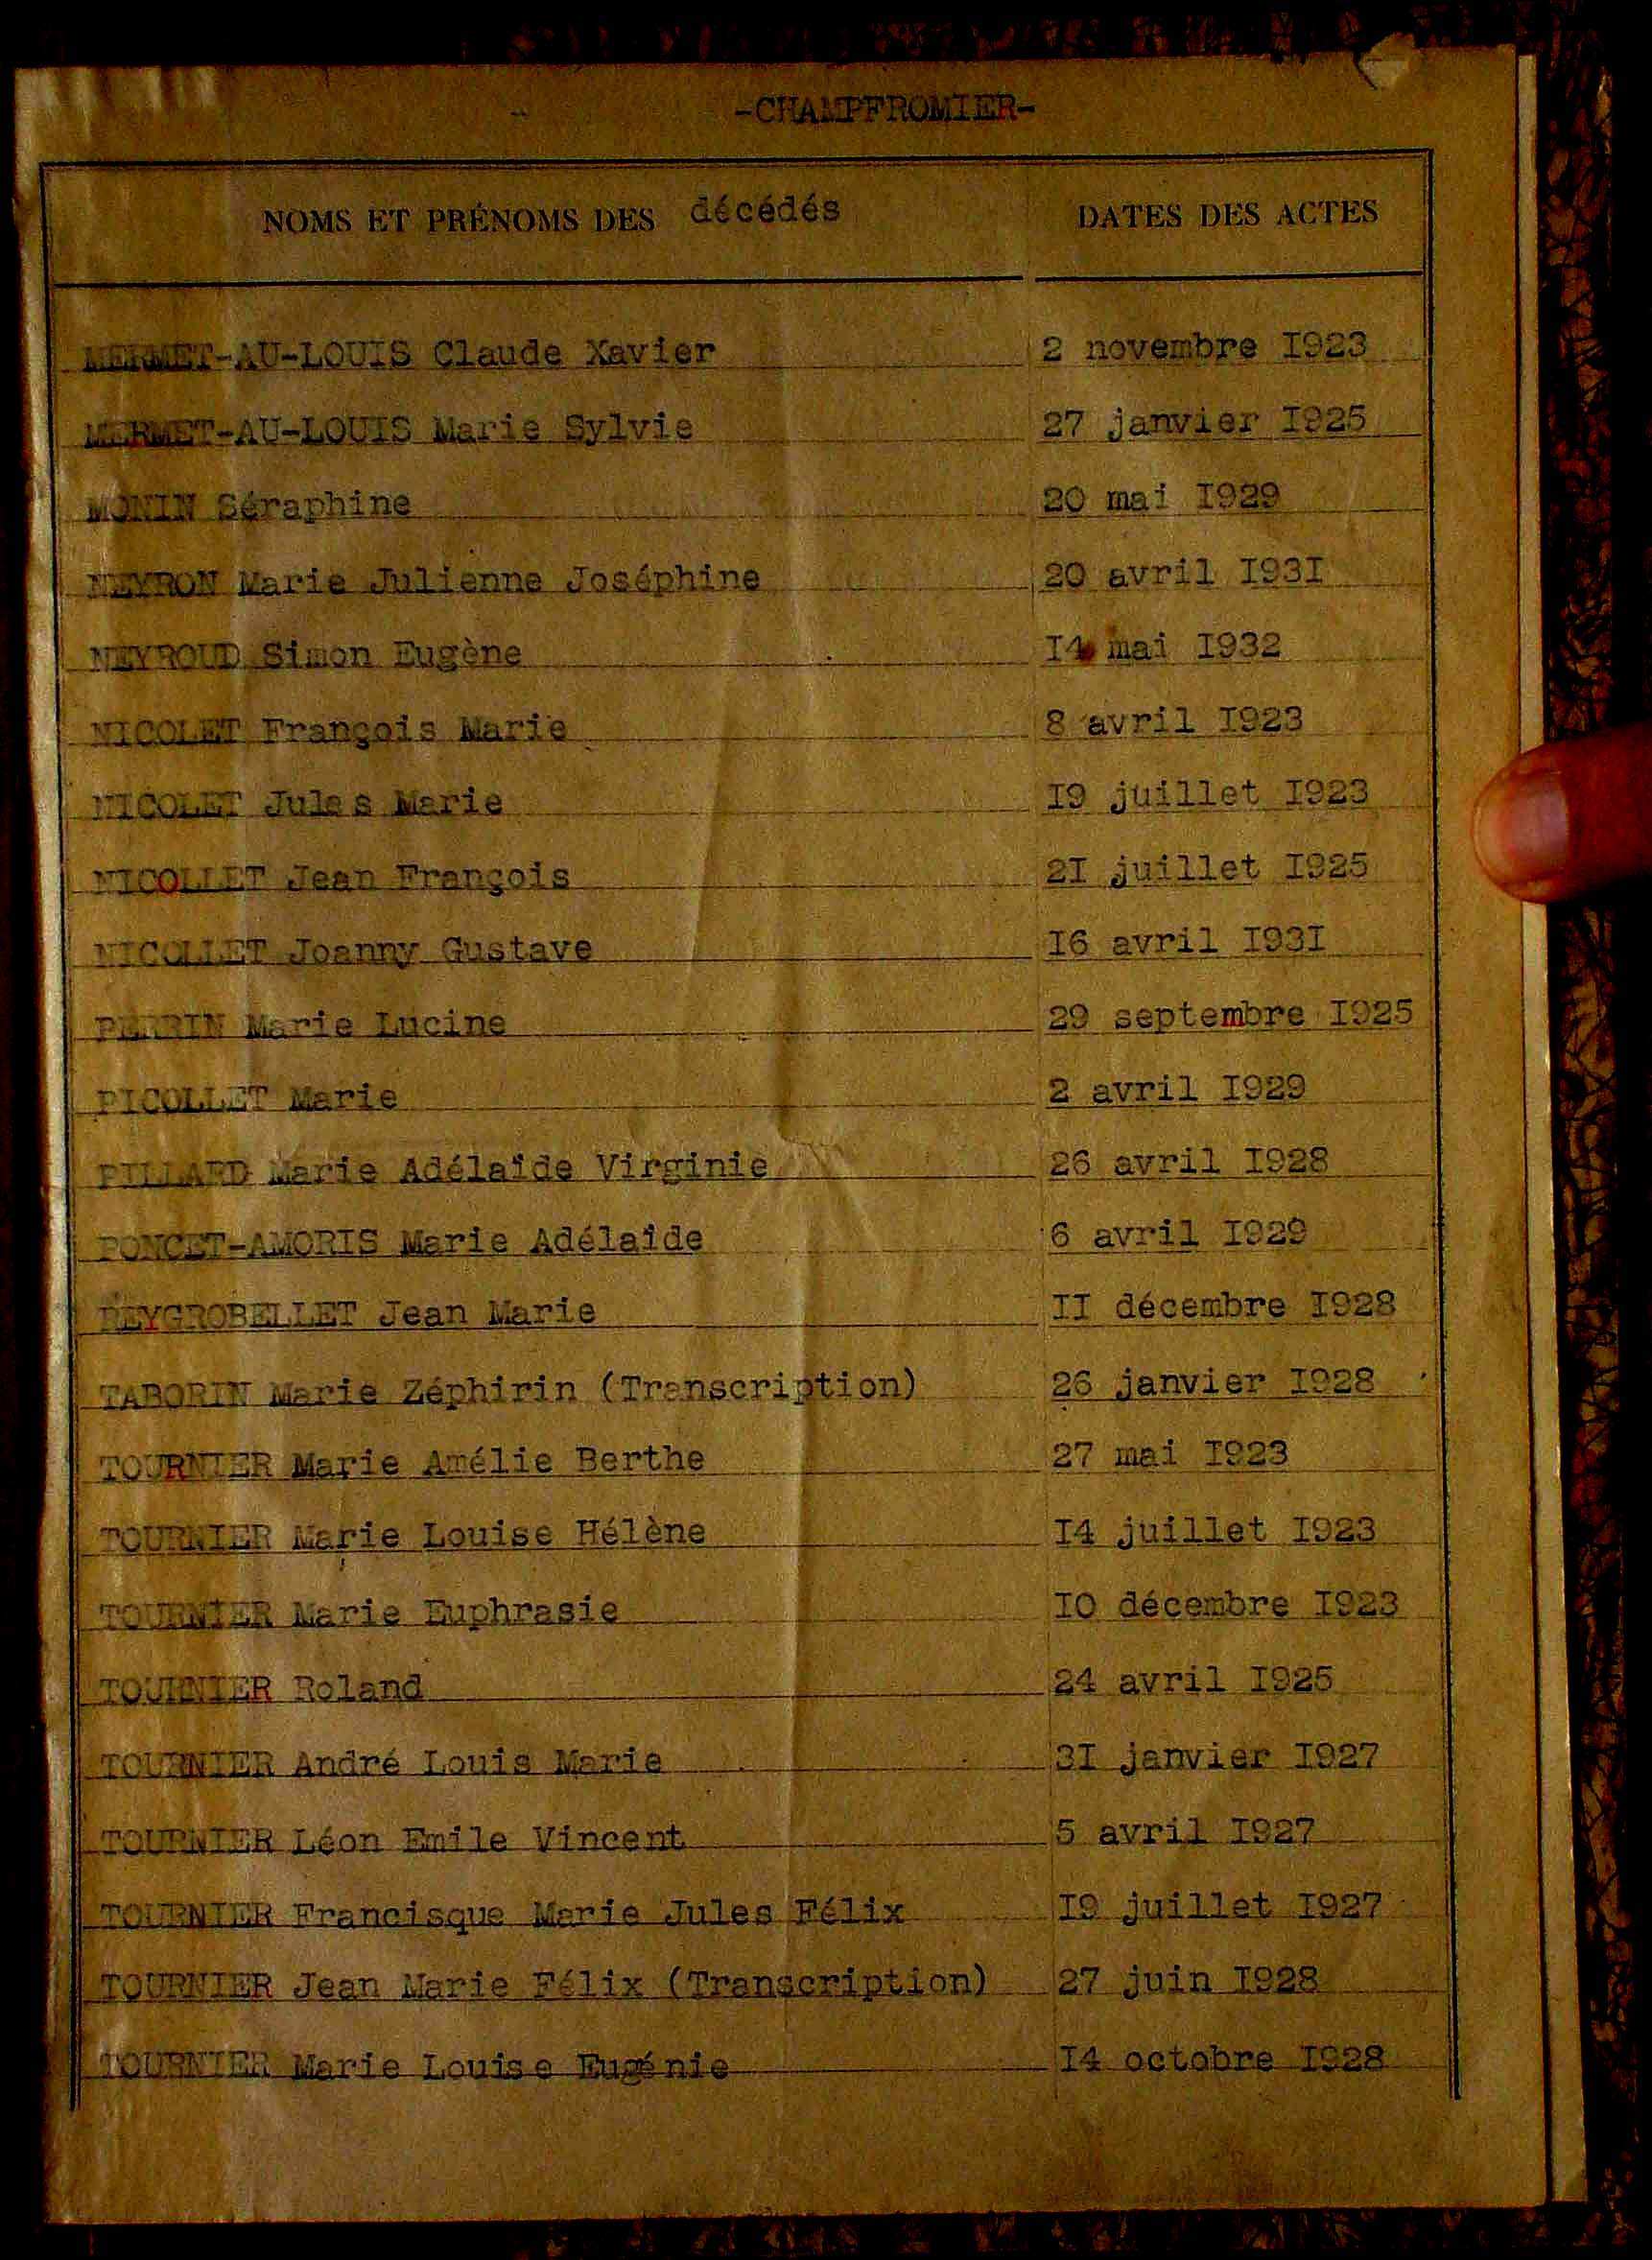 -CHAMPFROMIER-
NOMS ET PRÉNOMS DES décédés DATES DES ACTES
MERMET-AU-LOUIS Claude Xavier 2 novembre I923
MERMET-AU-LOUIS Marie Sylvie 27 janvier I925
MONIN Séraphine 20 mai I929
NEYRON Marie Julienne Joséphine 20 avril I93I
NEYROUD Simon Eugène I4 mai I932
NICOLET François Marie 8 avril I923
NICOLET Jules Marie I9 juillet I923
NICOLLET Jean François 2I juillet I925
NICOLLET Joanny Gustave I6 avril I93I
PERRIN Marie Lucine 29 septembre I925
PICOLLET Marie 2 avril I929
PILLARD Marie Adélaïde Virginie 26 avril I928
PONCET-AMORIS Marie Adélaïde 6 avril I929
REYGROBELLET Jean Marie II décembre I928
TABORIN Marie Zéphirin (Transcription) 26 janvier I928
TOURNIER Marie Amélie Berthe 27 mai I923
TOURNIER Marie Louise Hélène I4 juillet I923
TOURNIER Marie Euphrasie I0 décembre I923
TOURNIER Roland 24 avril I925
TOURNIER André Louis Marie 3I janvier I927
TOURNIER Léon Emile Vincent 5 avril I927
TOURNIER Francisque Marie Jules Félix I9 juillet I927
TOURNIER Jean Marie Félix (Transcription) 27 juin I928
TOURNIER Marie Louise Eugénie I4 octobre I928